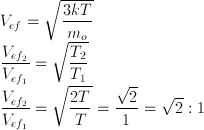 V_{ef} = \sqrt{\frac{3kT}{m_o}}
\frac{V_{ef_2}}{V_{ef_1}} = \sqrt{\frac{T_2}{T_1}}
\frac{V_{ef_2}}{V_{ef_1}} = \sqrt{\frac{2T}{T}} = \frac{\sqrt{2}}{1} = \sqrt{2} : 1